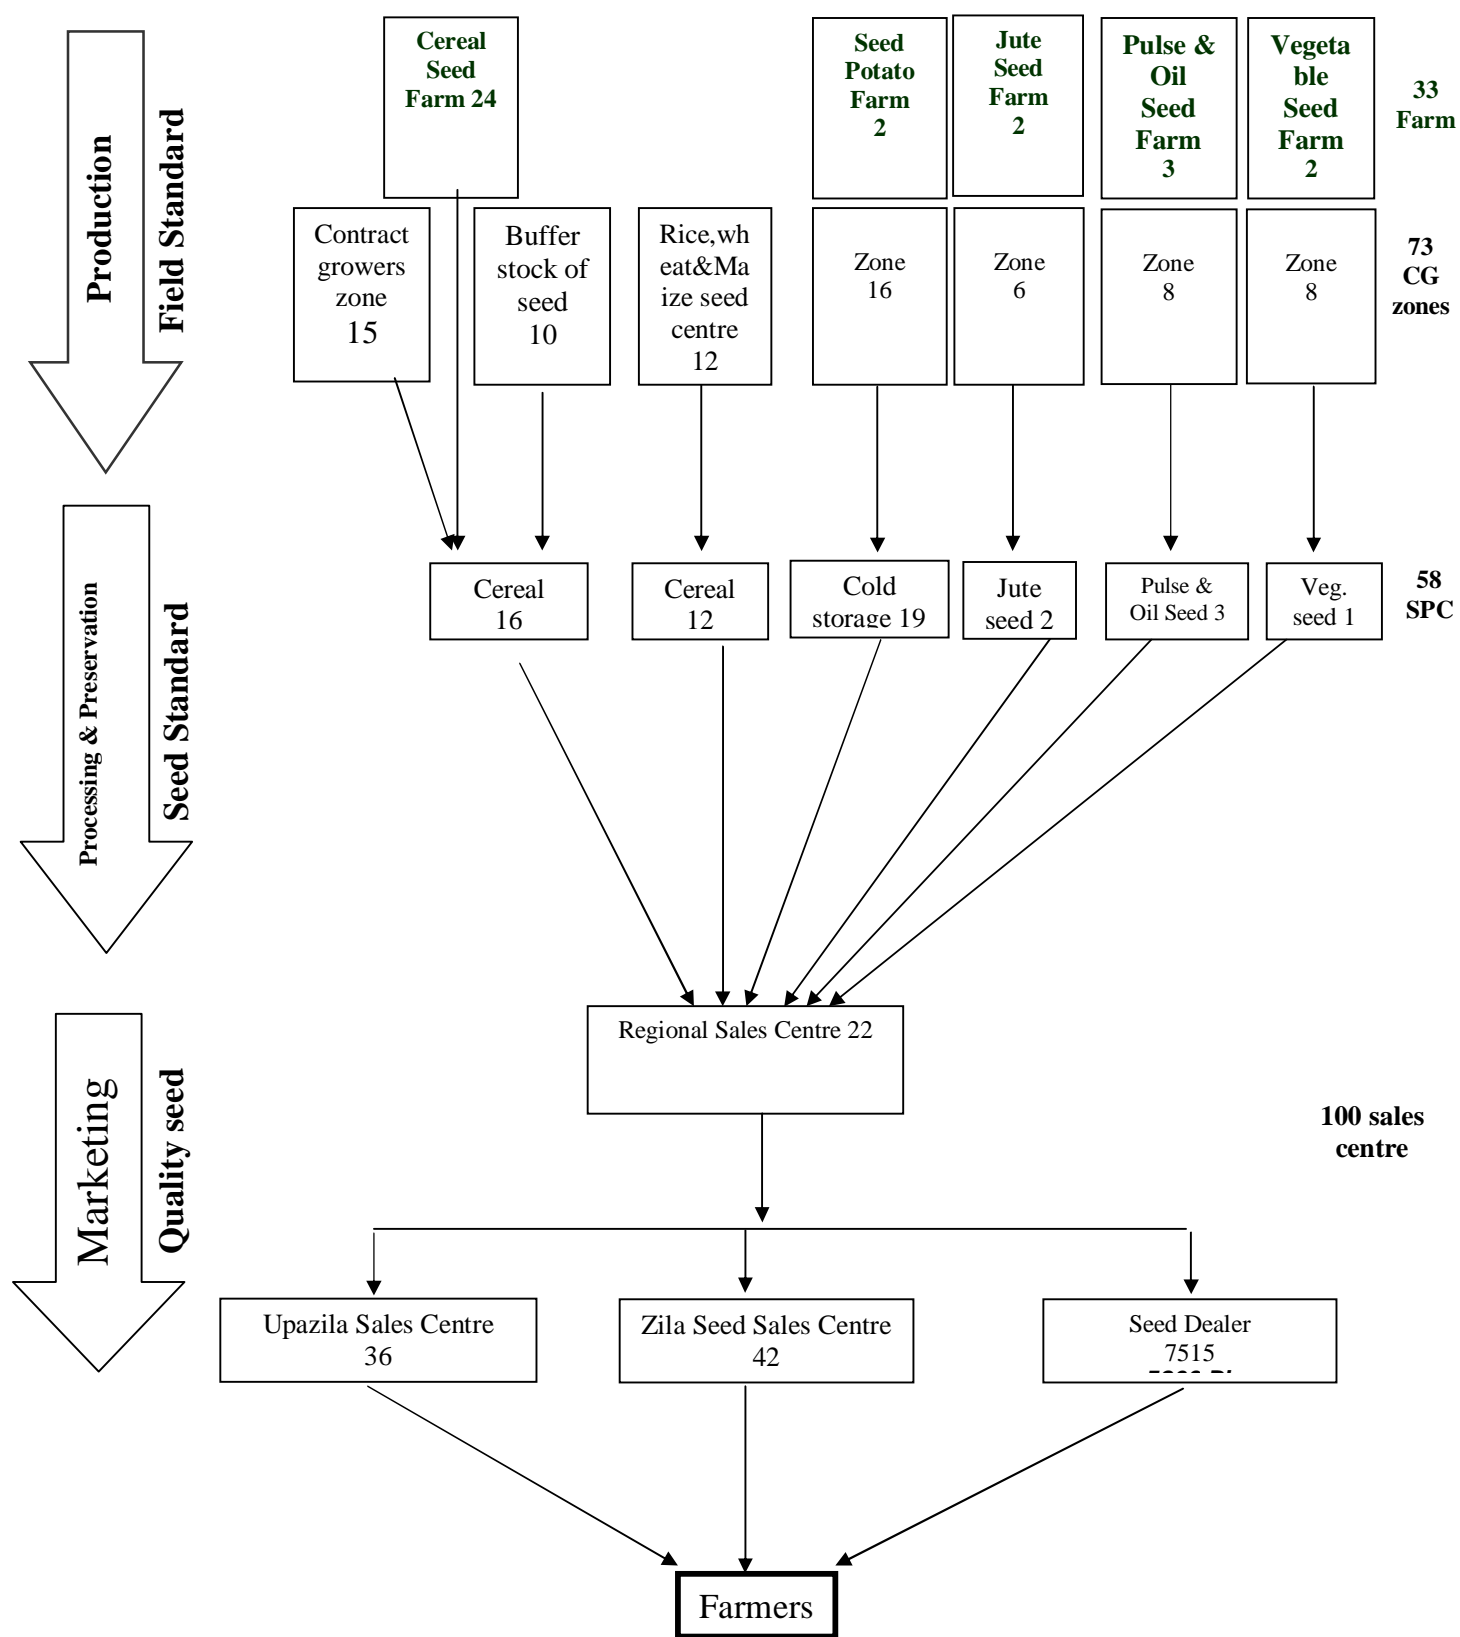 Production
Field Standard
Cereal
Seed
Farm 24
Seed
Potato
Farm
2
Jute
Seed
Farm
2
Pulse &
Oil
Seed
Farm
3
Vegeta
ble
Seed
Farm
2
33
Farm
Contract
growers
zone
15
Buffer
stock of
seed
10
Rice,wh
eat&Ma
ize seed
centre
12
Zone
16
Zone
6
Zone
8
Zone
8
73
CG
zones
Processing & Preservation
Seed Standard
Cereal
16
Cereal
12
Cold
storage 19
Jute
seed 2
Pulse &
Oil Seed 3
Veg.
seed 1
58
SPC
Marketing
Quality seed
Regional Sales Centre 22
100 sales
centre
Upazila Sales Centre
36
Zila Seed Sales Centre
42
Seed Dealer
7515
Farmers